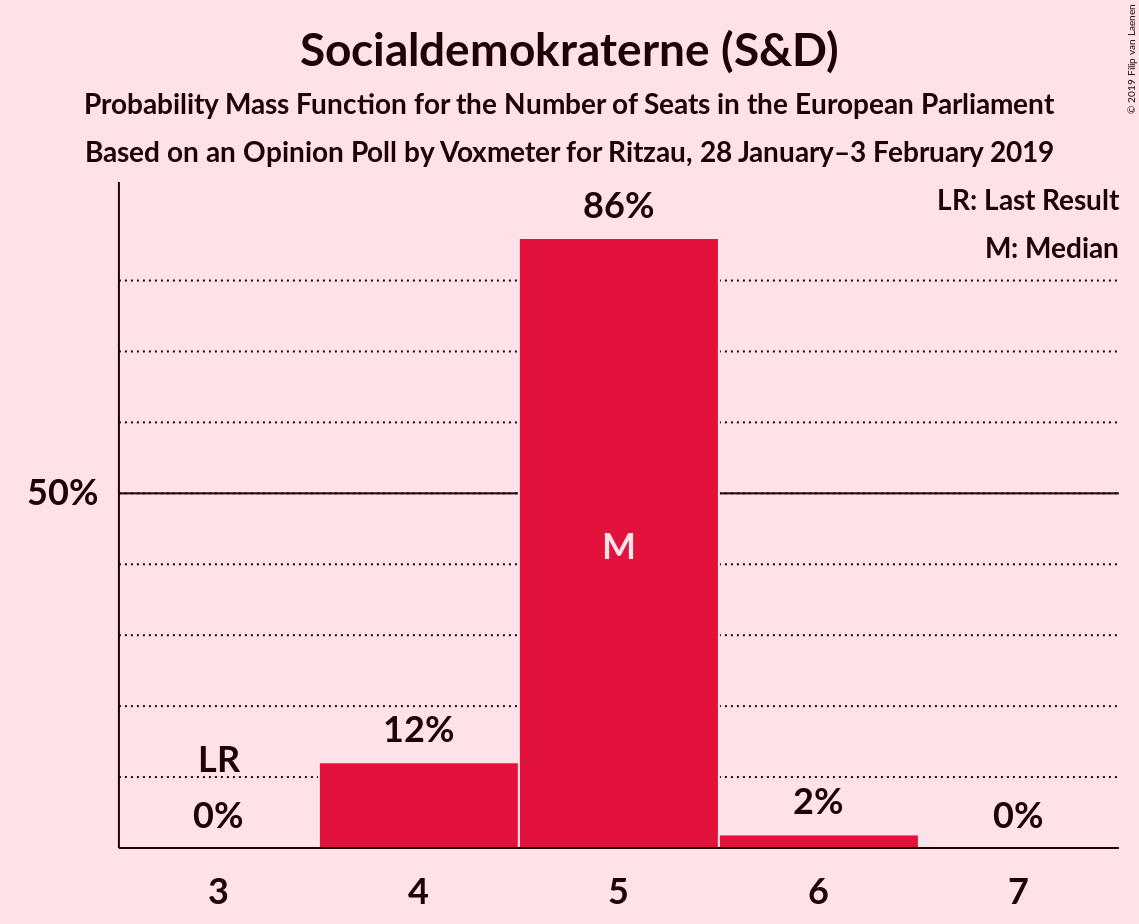 Socialdemokraterne (S&D)
Probability Mass Function for the Number of Seats in the European Parliament
Based on an Opinion Poll by Voxmeter for Ritzau, 28 January–3 February 2019
© 2019 Filip van Laenen
LR: Last Result
M: Median
86%
50%
M
12%
LR
0%
2%
0%
3
4
5
6
7